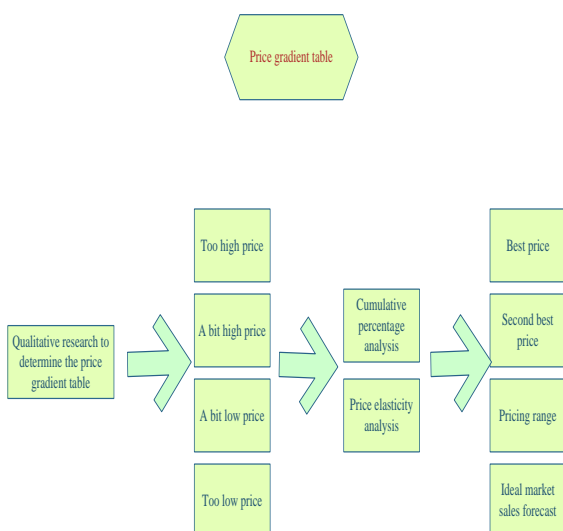 Price gradient table
Qualitative research to
determine the price
gradient table
Too high price
A bit high price
A bit low price
Too low price
Cumulative
percentage
analysis
Price elasticity
analysis
Best price
Second best
price
Pricing range
Ideal market
sales forecast